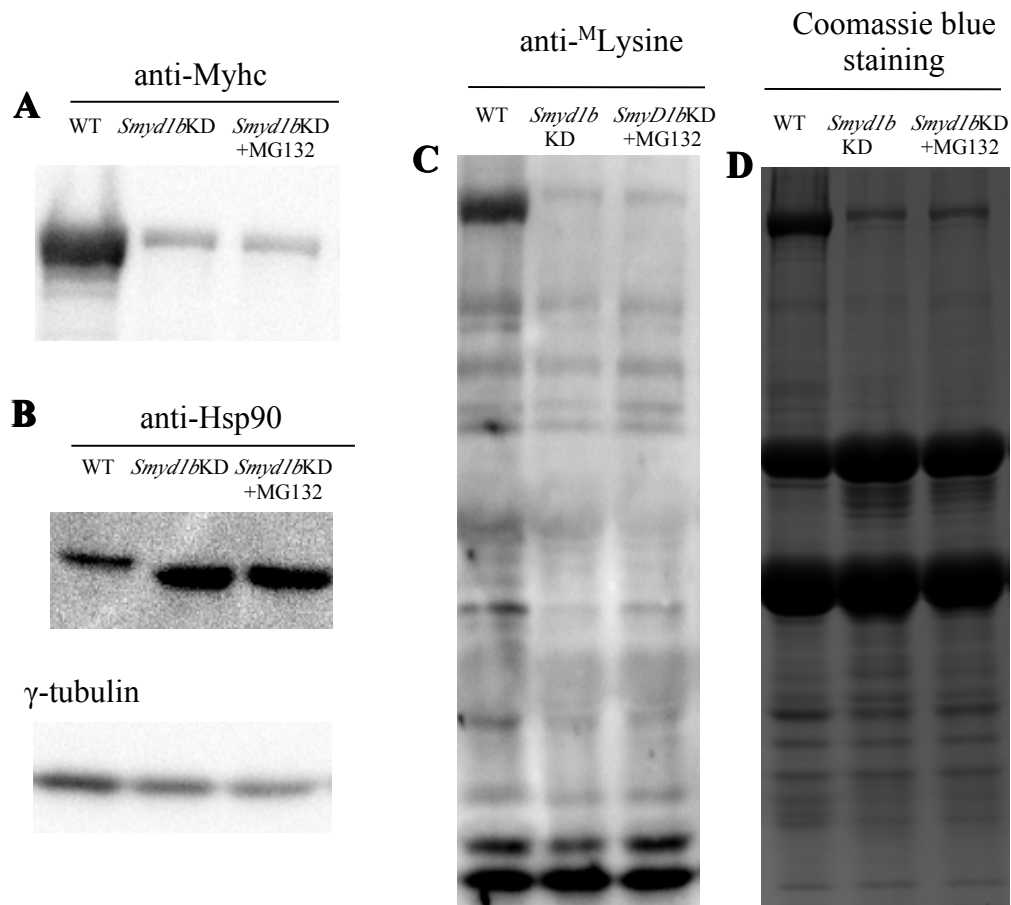 A
anti-Myhc
WT Smyd1bKD Smyd1bKD
+MG132
B
anti-Hsp90
WT Smyd1bKD Smyd1bKD
+MG132
γ-tubulin
C
anti-ᴹLysine
WT Smyd1b SmyD1bKD
KD +MG132
D
Coomassie blue
staining
WT Smyd1b Smyd1bKD
KD +MG132